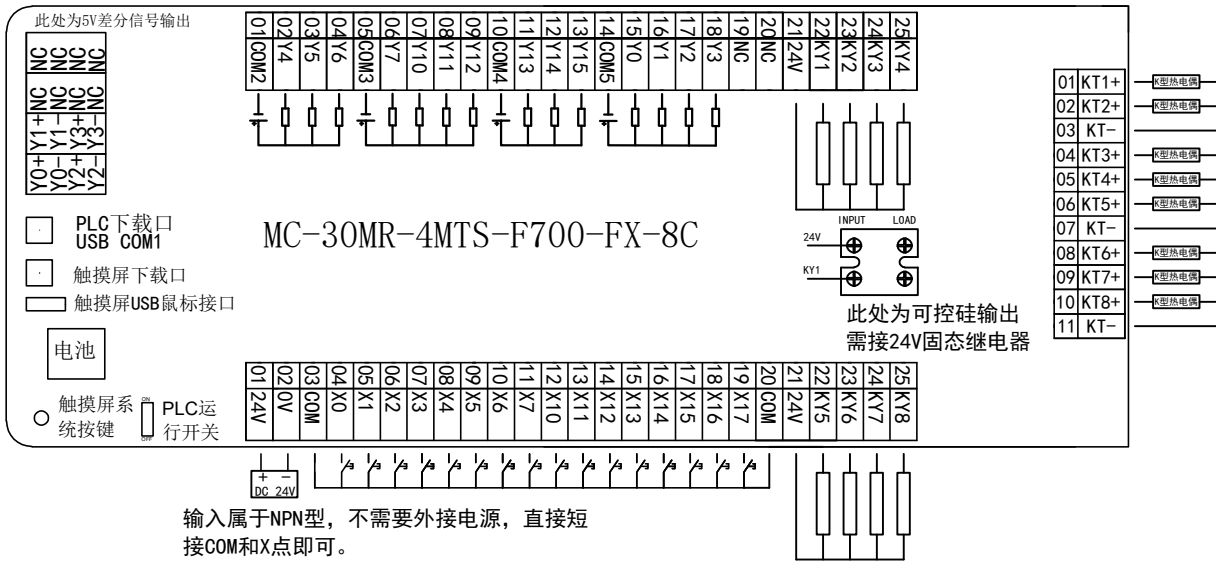 此处为5V差分信号输出
NC NC NC NC
NC NC NC NC
Y1+ Y1- Y3+ Y3-
Y0+ Y0- Y2+ Y2-
01 COM2
02 Y4
03 Y5
04 Y6
05 COM3
06 Y7
07 Y10
08 Y11
09 Y12
10 COM4
11 Y13
12 Y14
13 Y15
14 COM5
15 Y0
16 Y1
17 Y2
18 Y3
19 NC
20 NC
21 24V
22 KY1
23 KY2
24 KY3
25 KY4
01 KT1+ K型热电偶
02 KT2+ K型热电偶
03 KT-
04 KT3+ K型热电偶
05 KT4+ K型热电偶
06 KT5+ K型热电偶
07 KT-
08 KT6+ K型热电偶
09 KT7+ K型热电偶
10 KT8+ K型热电偶
11 KT-
PLC下载口
USB COM1
触摸屏下载口
触摸屏USB鼠标接口
电池
触摸屏系
统按键
ON
OFF
PLC运
行开关
MC-30MR-4MTS-F700-FX-8C
INPUT LOAD
24V
KY1
此处为可控硅输出
需接24V固态继电器
01 24V
02 0V
03 COM
04 X0
05 X1
06 X2
07 X3
08 X4
09 X5
10 X6
11 X7
12 X10
13 X11
14 X12
15 X13
16 X14
17 X15
18 X16
19 X17
20 COM
21 24V
22 KY5
23 KY6
24 KY7
25 KY8
+ -
DC 24V
输入属于NPN型，不需要外接电源，直接短
接COM和X点即可。